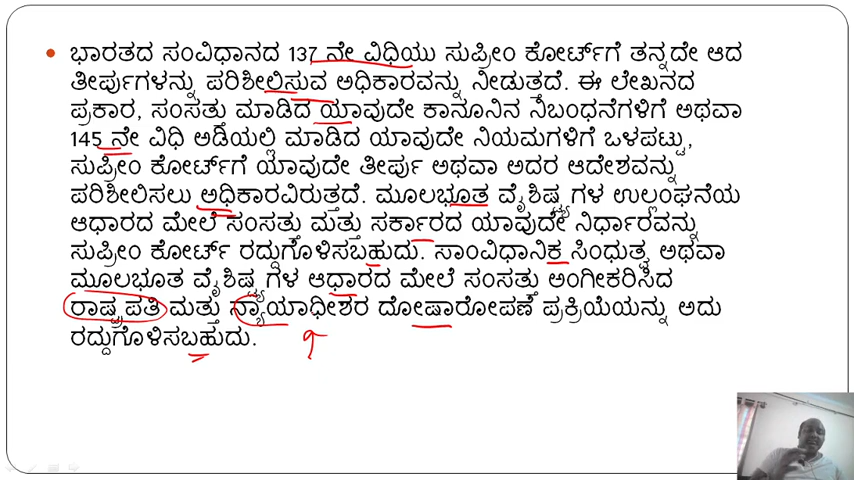 ಭಾರತದ ಸಂವಿಧಾನದ 137 ನೇ ವಿಧಿಯು ಸುಪ್ರೀಂ ಕೋರ್ಟ್‌ಗೆ ತನ್ನದೇ ಆದ
ತೀರ್ಪುಗಳನ್ನು ಪರಿಶೀಲಿಸುವ ಅಧಿಕಾರವನ್ನು ನೀಡುತ್ತದೆ. ಈ ಲೇಖನದ
ಪ್ರಕಾರ, ಸಂಸತ್ತು ಮಾಡಿದ ಯಾವುದೇ ಕಾನೂನಿನ ನಿಬಂಧನೆಗಳಿಗೆ ಅಥವಾ
145 ನೇ ವಿಧಿ ಅಡಿಯಲ್ಲಿ ಮಾಡಿದ ಯಾವುದೇ ನಿಯಮಗಳಿಗೆ ಒಳಪಟ್ಟು,
ಸುಪ್ರೀಂ ಕೋರ್ಟ್‌ಗೆ ಯಾವುದೇ ತೀರ್ಪು ಅಥವಾ ಅದರ ಆದೇಶವನ್ನು
ಪರಿಶೀಲಿಸಲು ಅಧಿಕಾರವಿರುತ್ತದೆ. ಮೂಲಭೂತ ವೈಶಿಷ್ಟ್ಯಗಳ ಉಲ್ಲಂಘನೆಯ
ಆಧಾರದ ಮೇಲೆ ಸಂಸತ್ತು ಮತ್ತು ಸರ್ಕಾರದ ಯಾವುದೇ ನಿರ್ಧಾರವನ್ನು
ಸುಪ್ರೀಂ ಕೋರ್ಟ್ ರದ್ದುಗೊಳಿಸಬಹುದು. ಸಾಂವಿಧಾನಿಕ ಸಿಂಧುತ್ವ ಅಥವಾ
ಮೂಲಭೂತ ವೈಶಿಷ್ಟ್ಯಗಳ ಆಧಾರದ ಮೇಲೆ ಸಂಸತ್ತು ಅಂಗೀಕರಿಸಿದ
ರಾಷ್ಟ್ರಪತಿ ಮತ್ತು ನ್ಯಾಯಾಧೀಶರ ದೋಷಾರೋಪಣೆ ಪ್ರಕ್ರಿಯೆಯನ್ನು ಅದು
ರದ್ದುಗೊಳಿಸಬಹುದು.